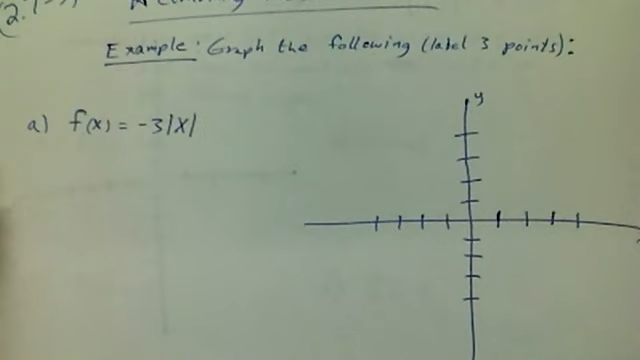 Example: Graph the following (label 3 points):
y
a) f(x) = -3|x|